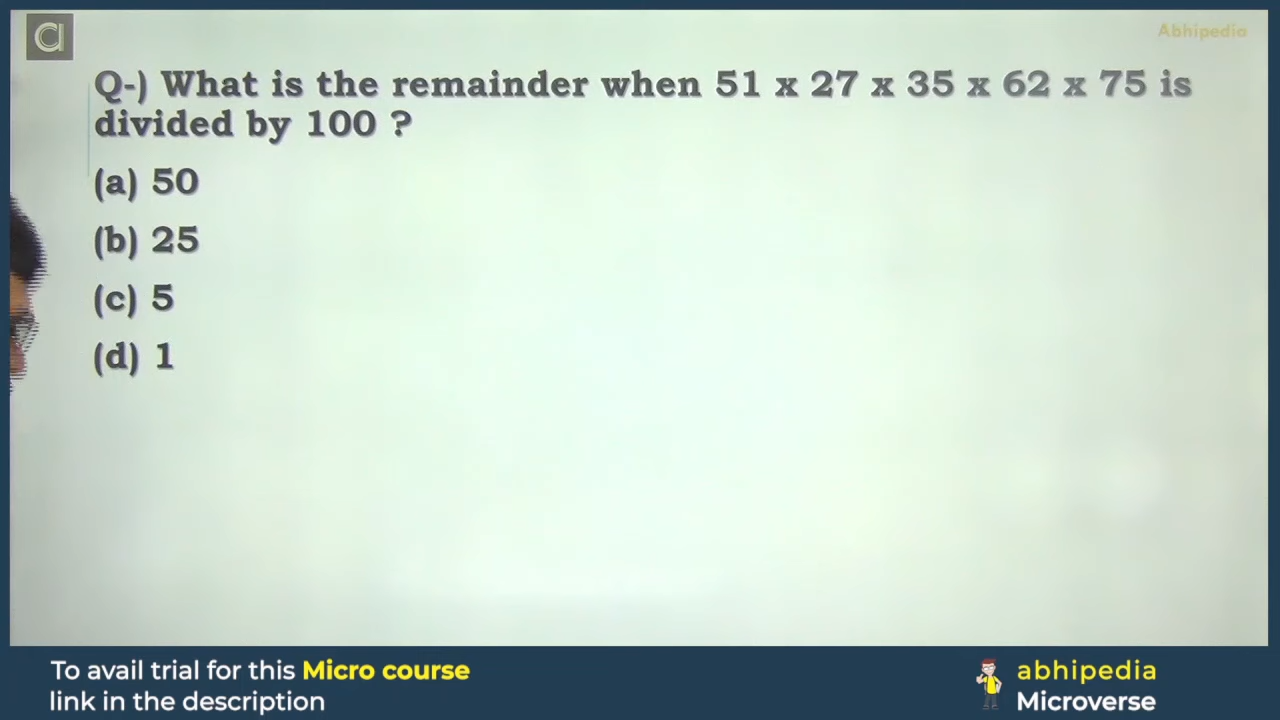 Abhipedia
Q-) What is the remainder when 51 x 27 x 35 x 62 x 75 is
divided by 100 ?
(a) 50
(b) 25
(c) 5
(d) 1
To avail trial for this Micro course
link in the description
abhipedia
Microverse